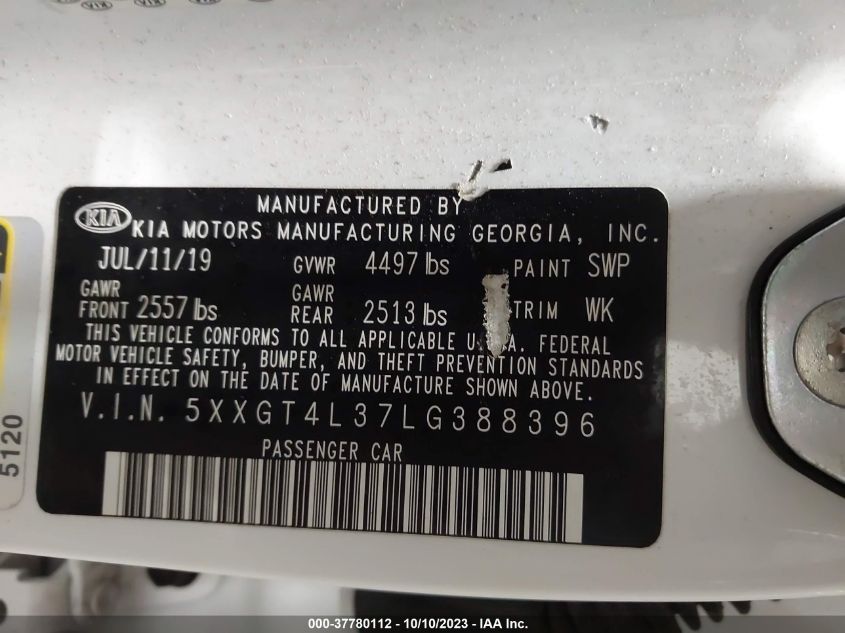 MANUFACTURED BY
KIA KIA MOTORS MANUFACTURING GEORGIA, INC.
JUL/11/19 GVWR 4497 lbs PAINT SWP
GAWR FRONT 2557 lbs GAWR REAR 2513 lbs TRIM WK
THIS VEHICLE CONFORMS TO ALL APPLICABLE U.S.A. FEDERAL
MOTOR VEHICLE SAFETY, BUMPER, AND THEFT PREVENTION STANDARDS
IN EFFECT ON THE DATE OF MANUFACTURE SHOWN ABOVE.
V.I.N. 5XXGT4L37LG388396
PASSENGER CAR
5120
000-37780112 - 10/10/2023 - IAA Inc.